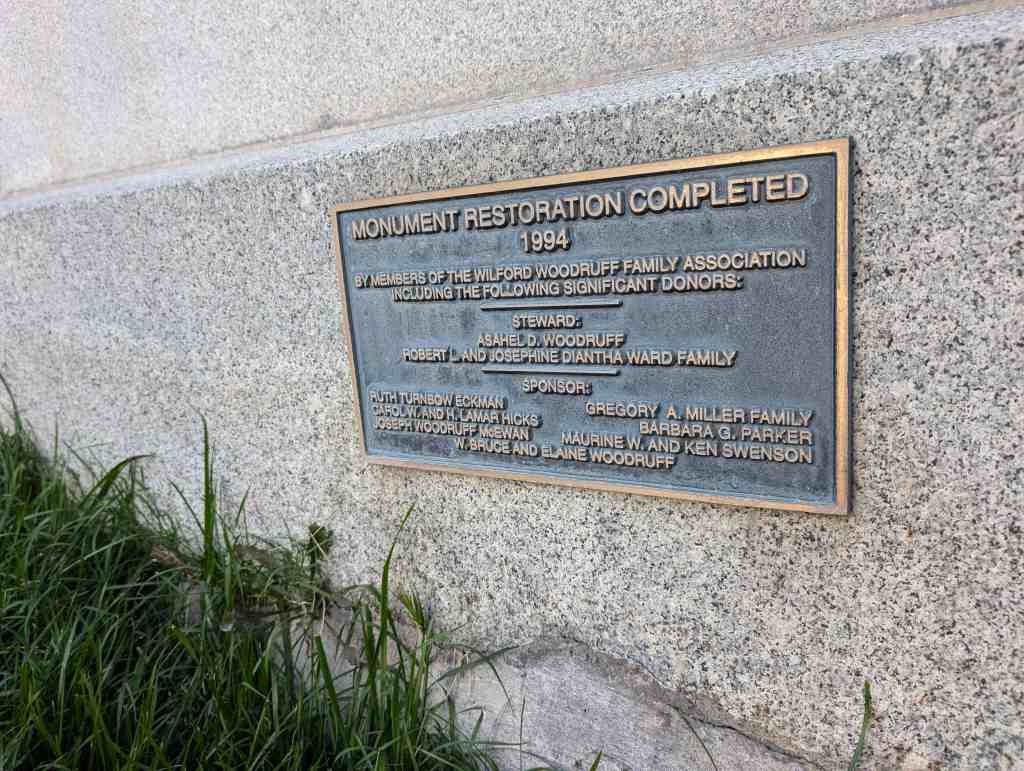 MONUMENT RESTORATION COMPLETED
1994
BY MEMBERS OF THE WILFORD WOODRUFF FAMILY ASSOCIATION
INCLUDING THE FOLLOWING SIGNIFICANT DONORS:
STEWARD:
ASAHEL D. WOODRUFF
ROBERT L. AND JOSEPHINE DIANTHA WARD FAMILY
SPONSOR:
RUTH TURNBOW ECKMAN
CAROL W. AND H. LAMAR HICKS
JOSEPH WOODRUFF McEWAN
GREGORY A. MILLER FAMILY
BARBARA G. PARKER
MAURINE W. AND KEN SWENSON
W. BRUCE AND ELAINE WOODRUFF